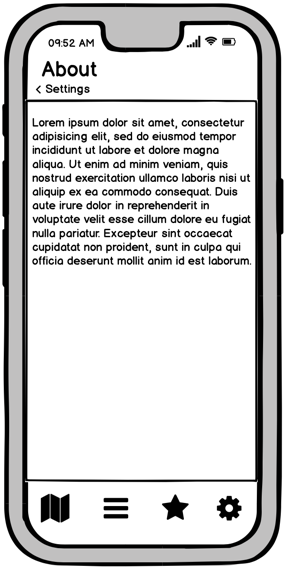 09:52 AM
About
< Settings
Lorem ipsum dolor sit amet, consectetur
adipisicing elit, sed do eiusmod tempor
incididunt ut labore et dolore magna
aliqua. Ut enim ad minim veniam, quis
nostrud exercitation ullamco laboris nisi ut
aliquip ex ea commodo consequat. Duis
aute irure dolor in reprehenderit in
voluptate velit esse cillum dolore eu fugiat
nulla pariatur. Excepteur sint occaecat
cupidatat non proident, sunt in culpa qui
officia deserunt mollit anim id est laborum.